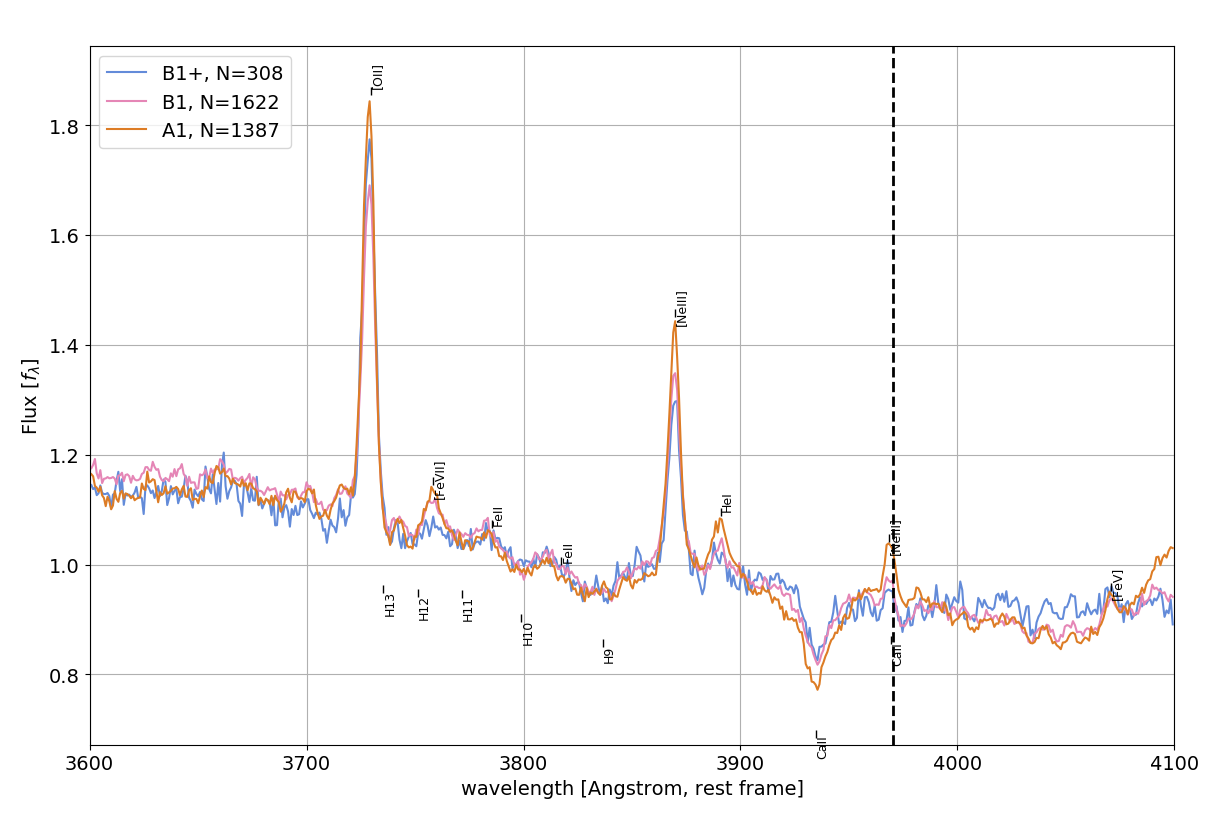 B1+, N=308
B1, N=1622
A1, N=1387
[OII]
[NeIII]
[FeVII]
FeII
FeII
HeI
[NeIII]
[FeV]
H13
H12
H11
H10
H9
CaII
CaII
1.8
1.6
1.4
1.2
1.0
0.8
Flux [fλ]
3600
3700
3800
3900
4000
4100
wavelength [Angstrom, rest frame]